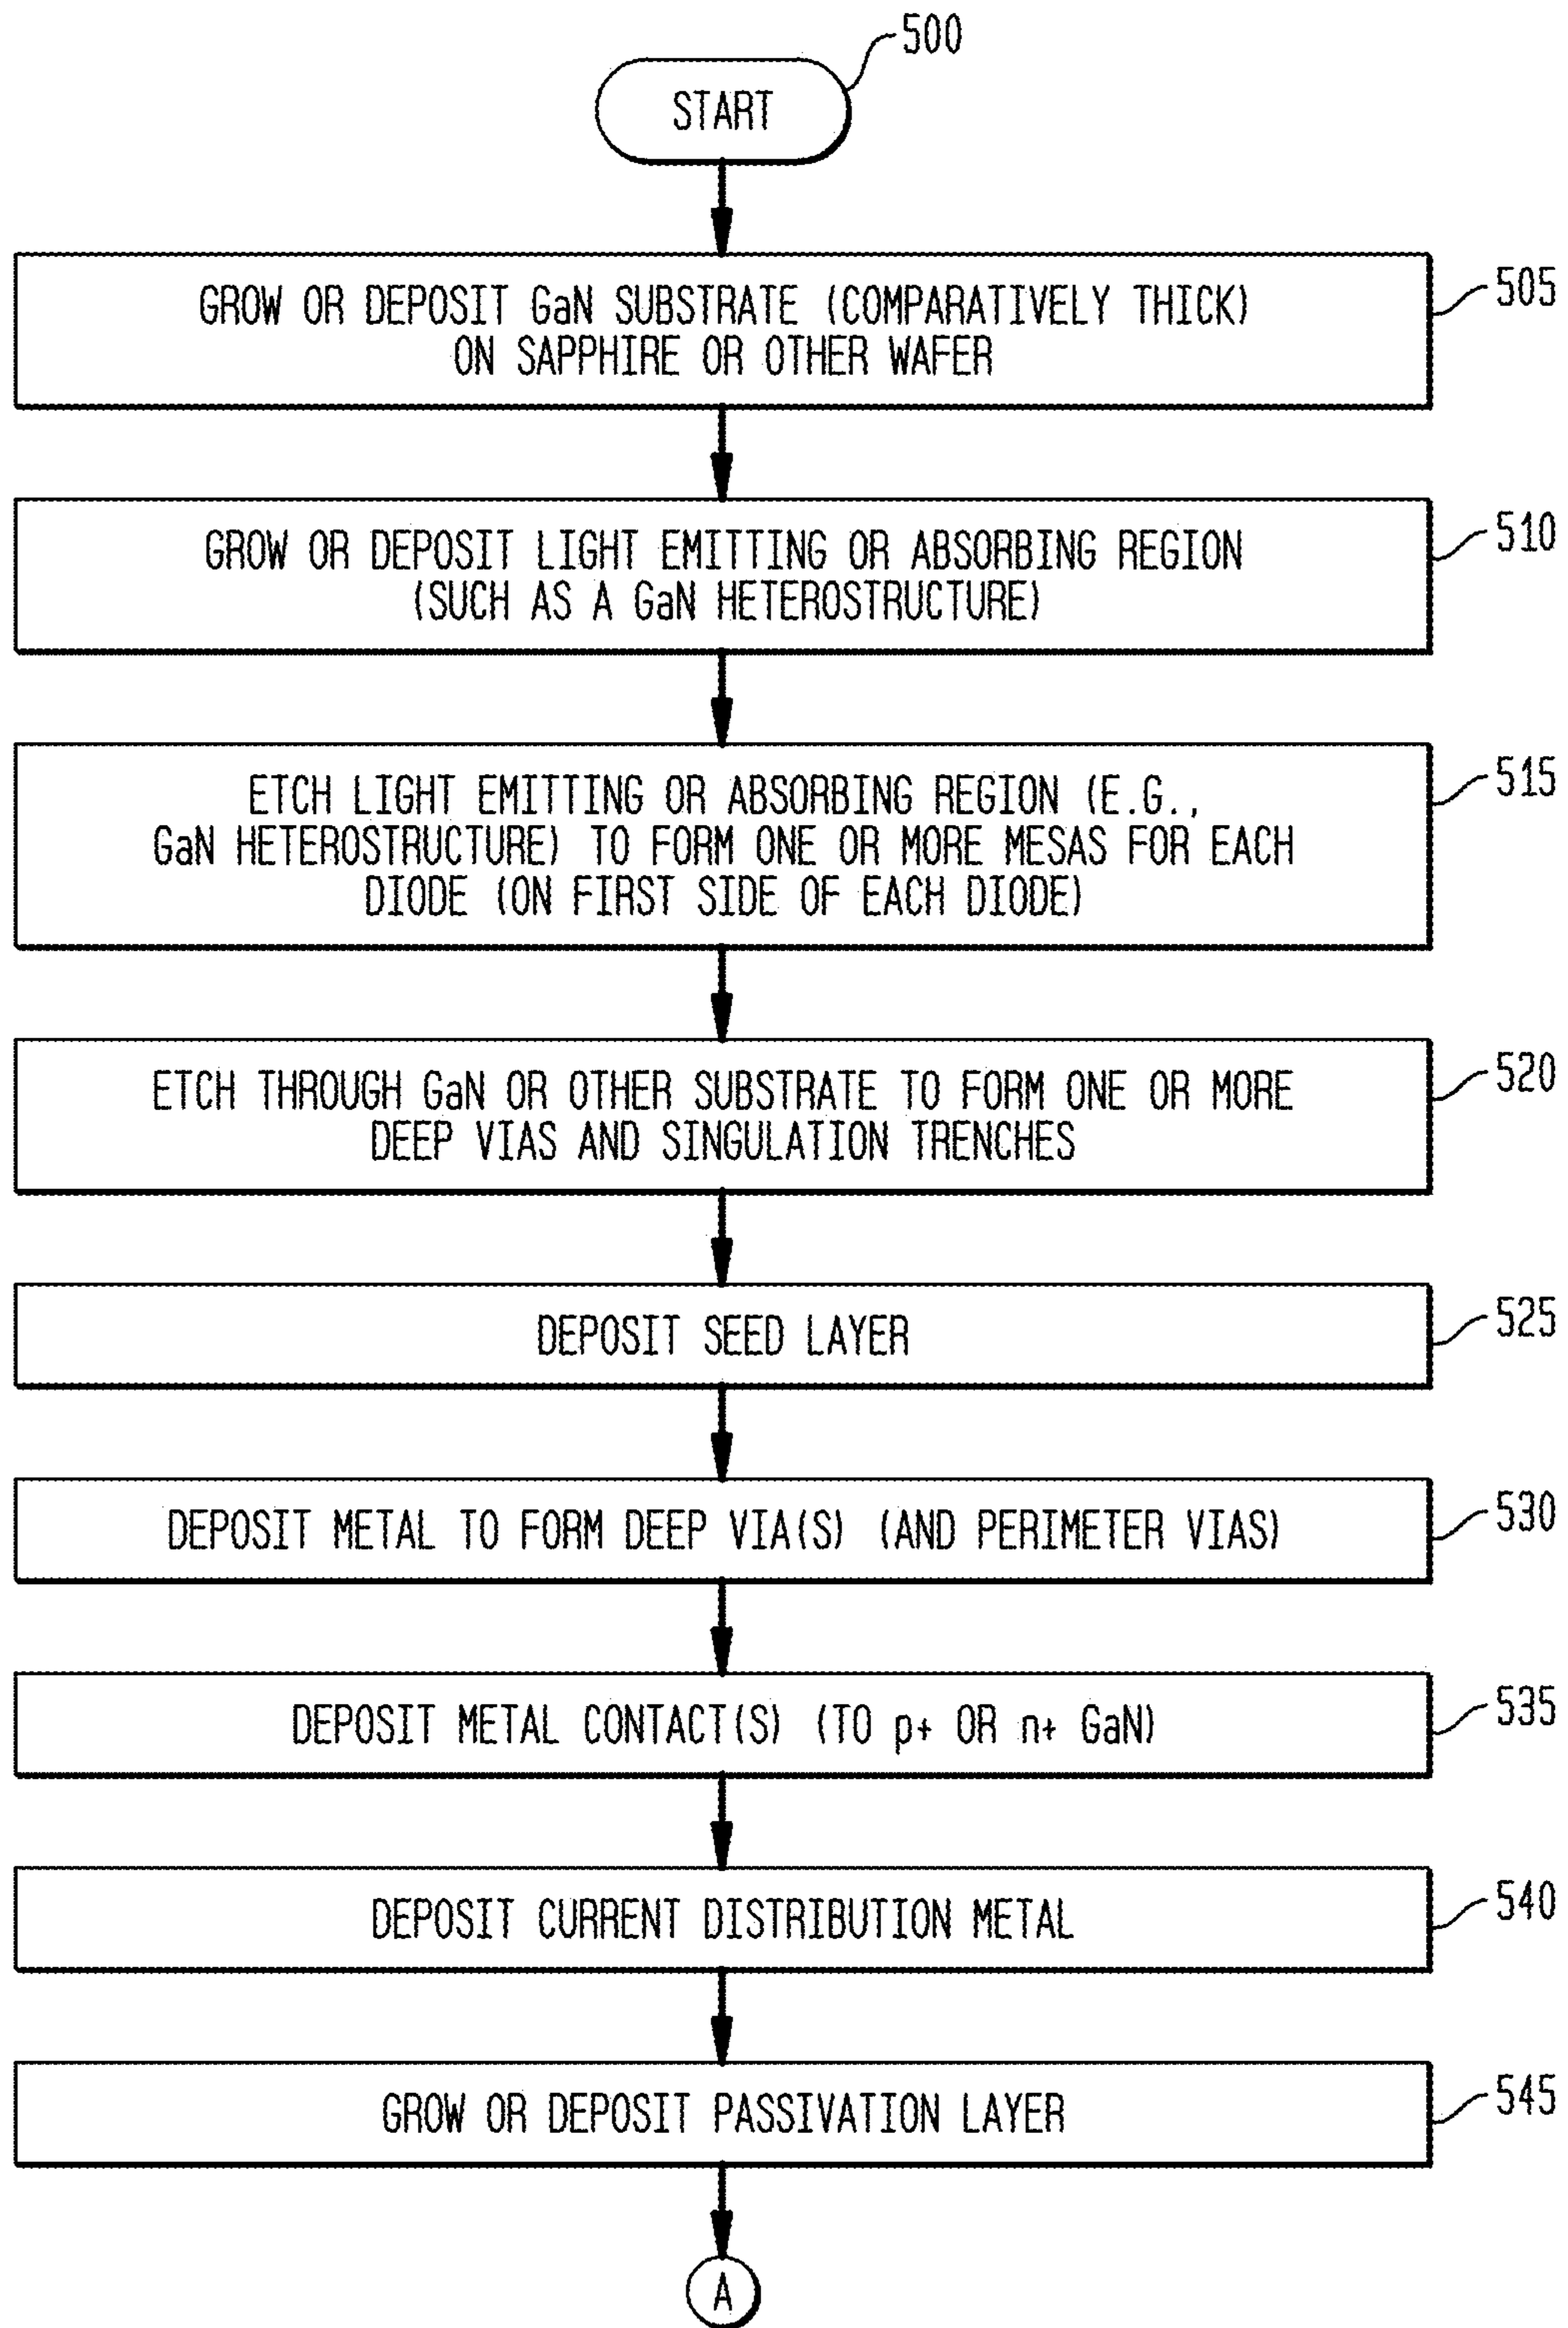 500
START
505
GROW OR DEPOSIT GaN SUBSTRATE (COMPARATIVELY THICK)
ON SAPPHIRE OR OTHER WAFER
510
GROW OR DEPOSIT LIGHT EMITTING OR ABSORBING REGION
(SUCH AS A GaN HETEROSTRUCTURE)
515
ETCH LIGHT EMITTING OR ABSORBING REGION (E.G.,
GaN HETEROSTRUCTURE) TO FORM ONE OR MORE MESAS FOR EACH
DIODE (ON FIRST SIDE OF EACH DIODE)
520
ETCH THROUGH GaN OR OTHER SUBSTRATE TO FORM ONE OR MORE
DEEP VIAS AND SINGULATION TRENCHES
525
DEPOSIT SEED LAYER
530
DEPOSIT METAL TO FORM DEEP VIA(S) (AND PERIMETER VIAS)
535
DEPOSIT METAL CONTACT(S) (TO p+ OR n+ GaN)
540
DEPOSIT CURRENT DISTRIBUTION METAL
545
GROW OR DEPOSIT PASSIVATION LAYER
A